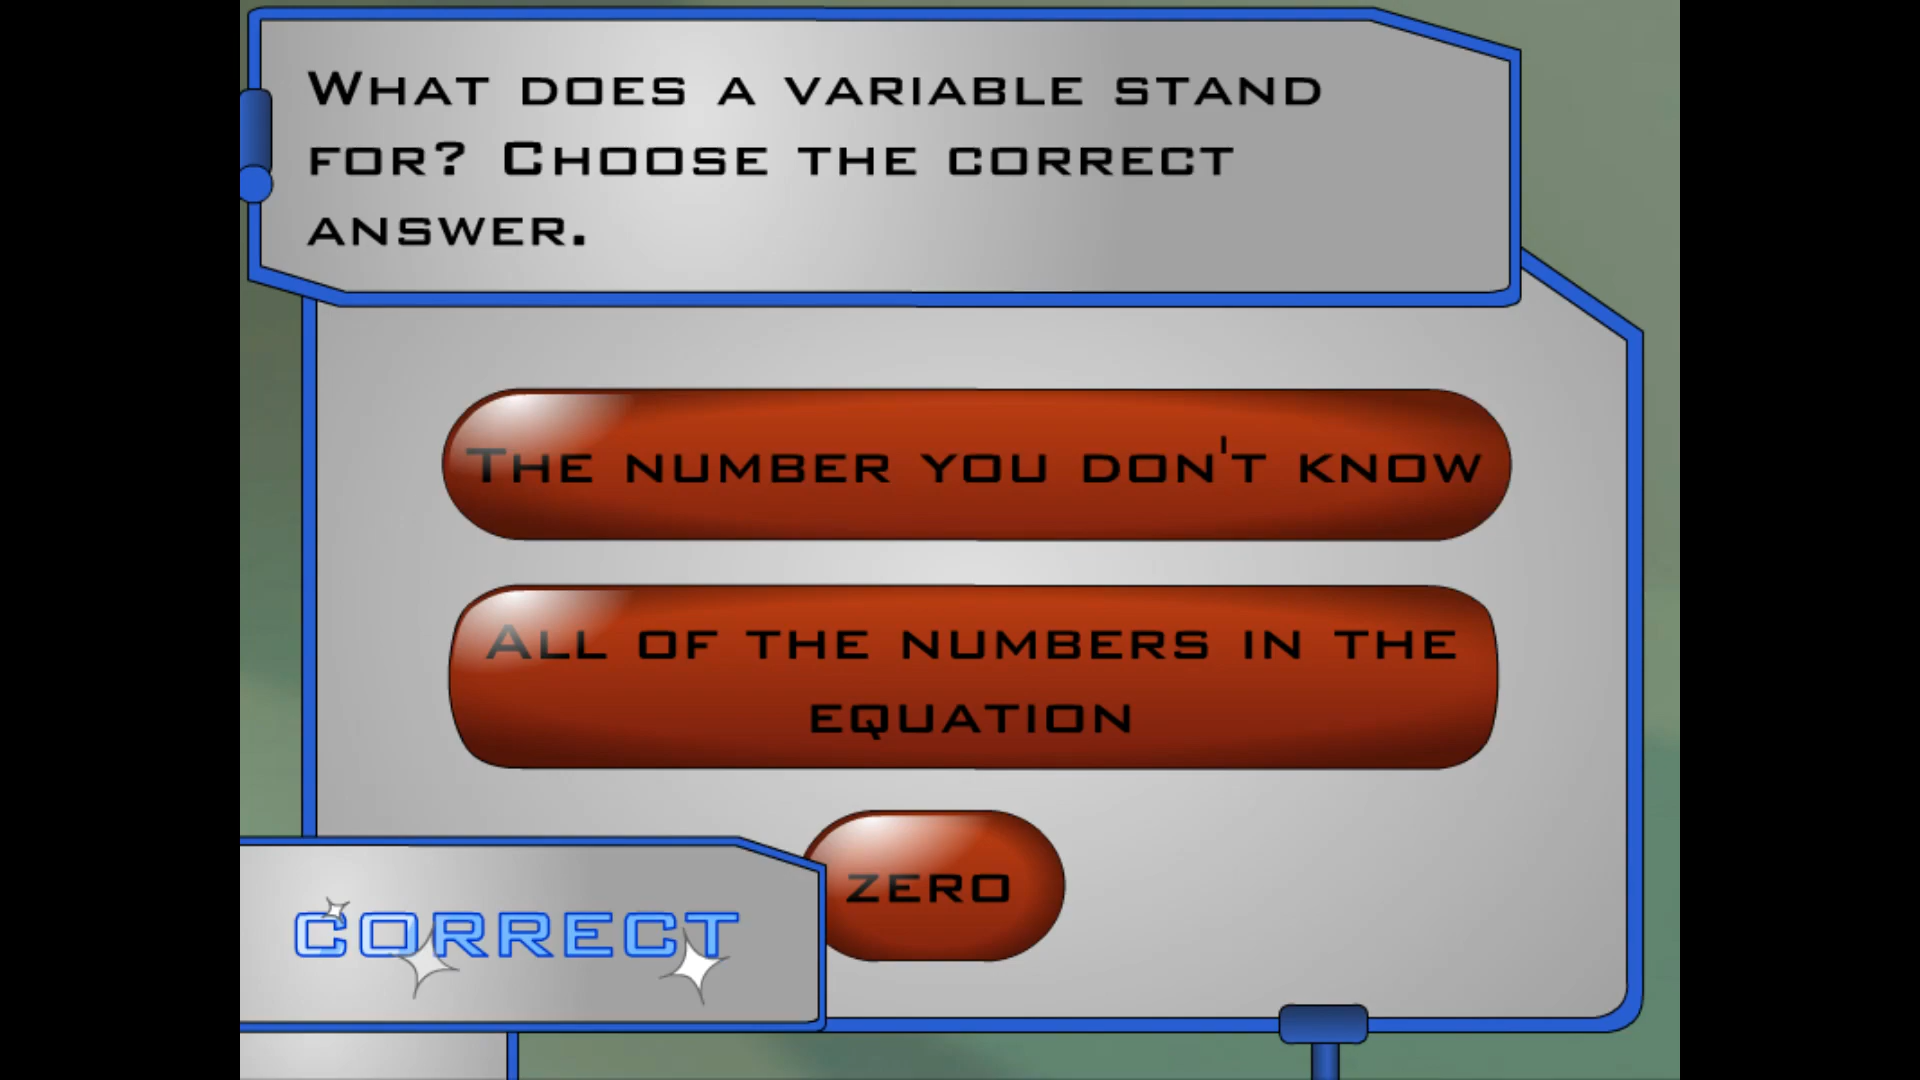 What does a variable stand
for? Choose the correct
answer.
The number you don't know
All of the numbers in the
equation
zero
CORRECT